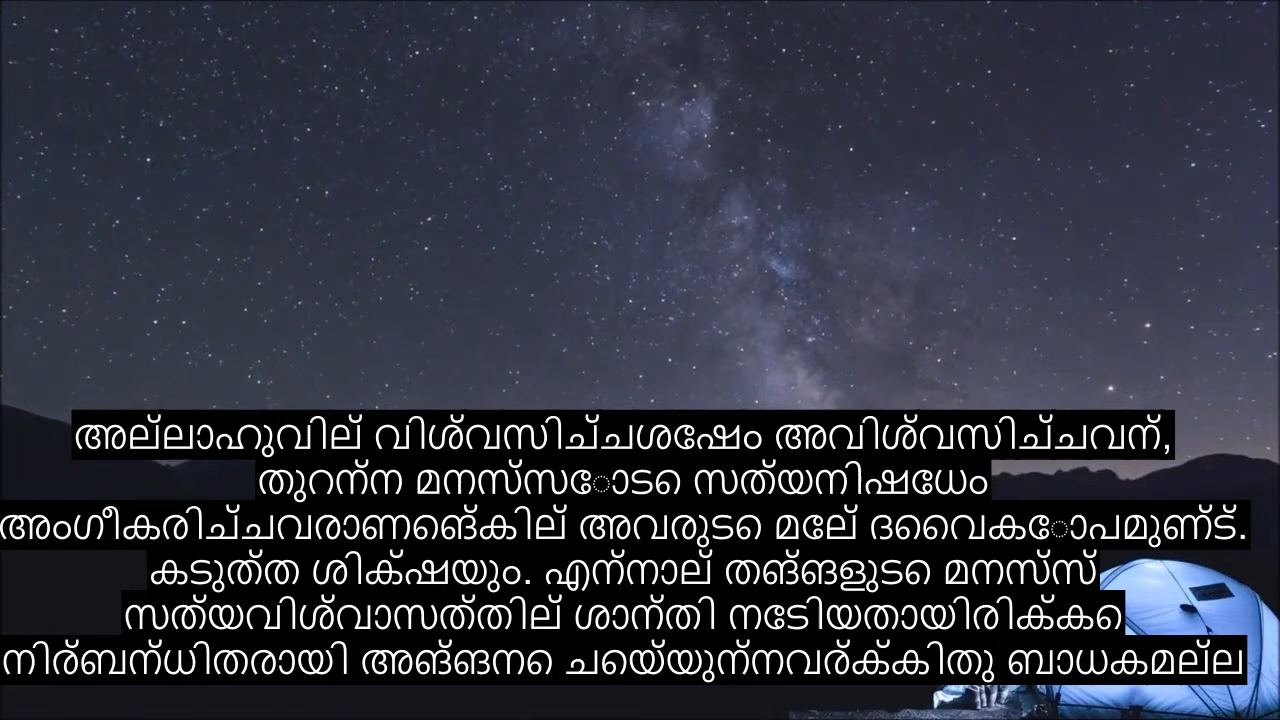 അല്ലാഹുവില് വിശ്വസിച്ചശേഷം അവിശ്വസിച്ചവന്,
തുറന്ന മനസ്സോടെ സത്യനിഷേധം
അംഗീകരിച്ചവരാണെങ്കില് അവരുടെ മേല് ദൈവകോപമുണ്ട്.
കടുത്ത ശിക്ഷയും. എന്നാല് തങ്ങളുടെ മനസ്സ്
സത്യവിശ്വാസത്തില് ശാന്തി നേടിയതായിരിക്കെ
നിര്ബന്ധിതരായി അങ്ങനെ ചെയ്യുന്നവര്ക്കിതു ബാധകമല്ല